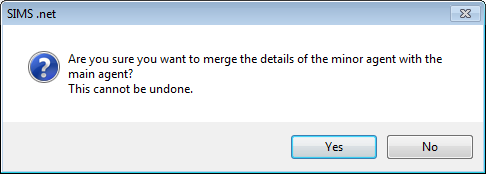 SIMS .net
Are you sure you want to merge the details of the minor agent with the
main agent?
This cannot be undone.
Yes
No